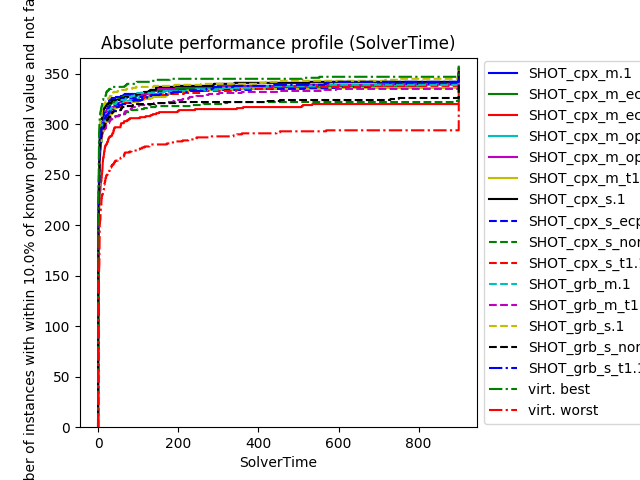 Absolute performance profile (SolverTime)
ber of instances with within 10.0% of known optimal value and not fa
350
300
250
200
150
100
50
0
0 200 400 600 800
SolverTime
SHOT_cpx_m.1
SHOT_cpx_m_ec
SHOT_cpx_m_ec
SHOT_cpx_m_op
SHOT_cpx_m_op
SHOT_cpx_m_t1
SHOT_cpx_s.1
SHOT_cpx_s_ecp
SHOT_cpx_s_nor
SHOT_cpx_s_t1.
SHOT_grb_m.1
SHOT_grb_m_t1
SHOT_grb_s.1
SHOT_grb_s_nor
SHOT_grb_s_t1.1
virt. best
virt. worst